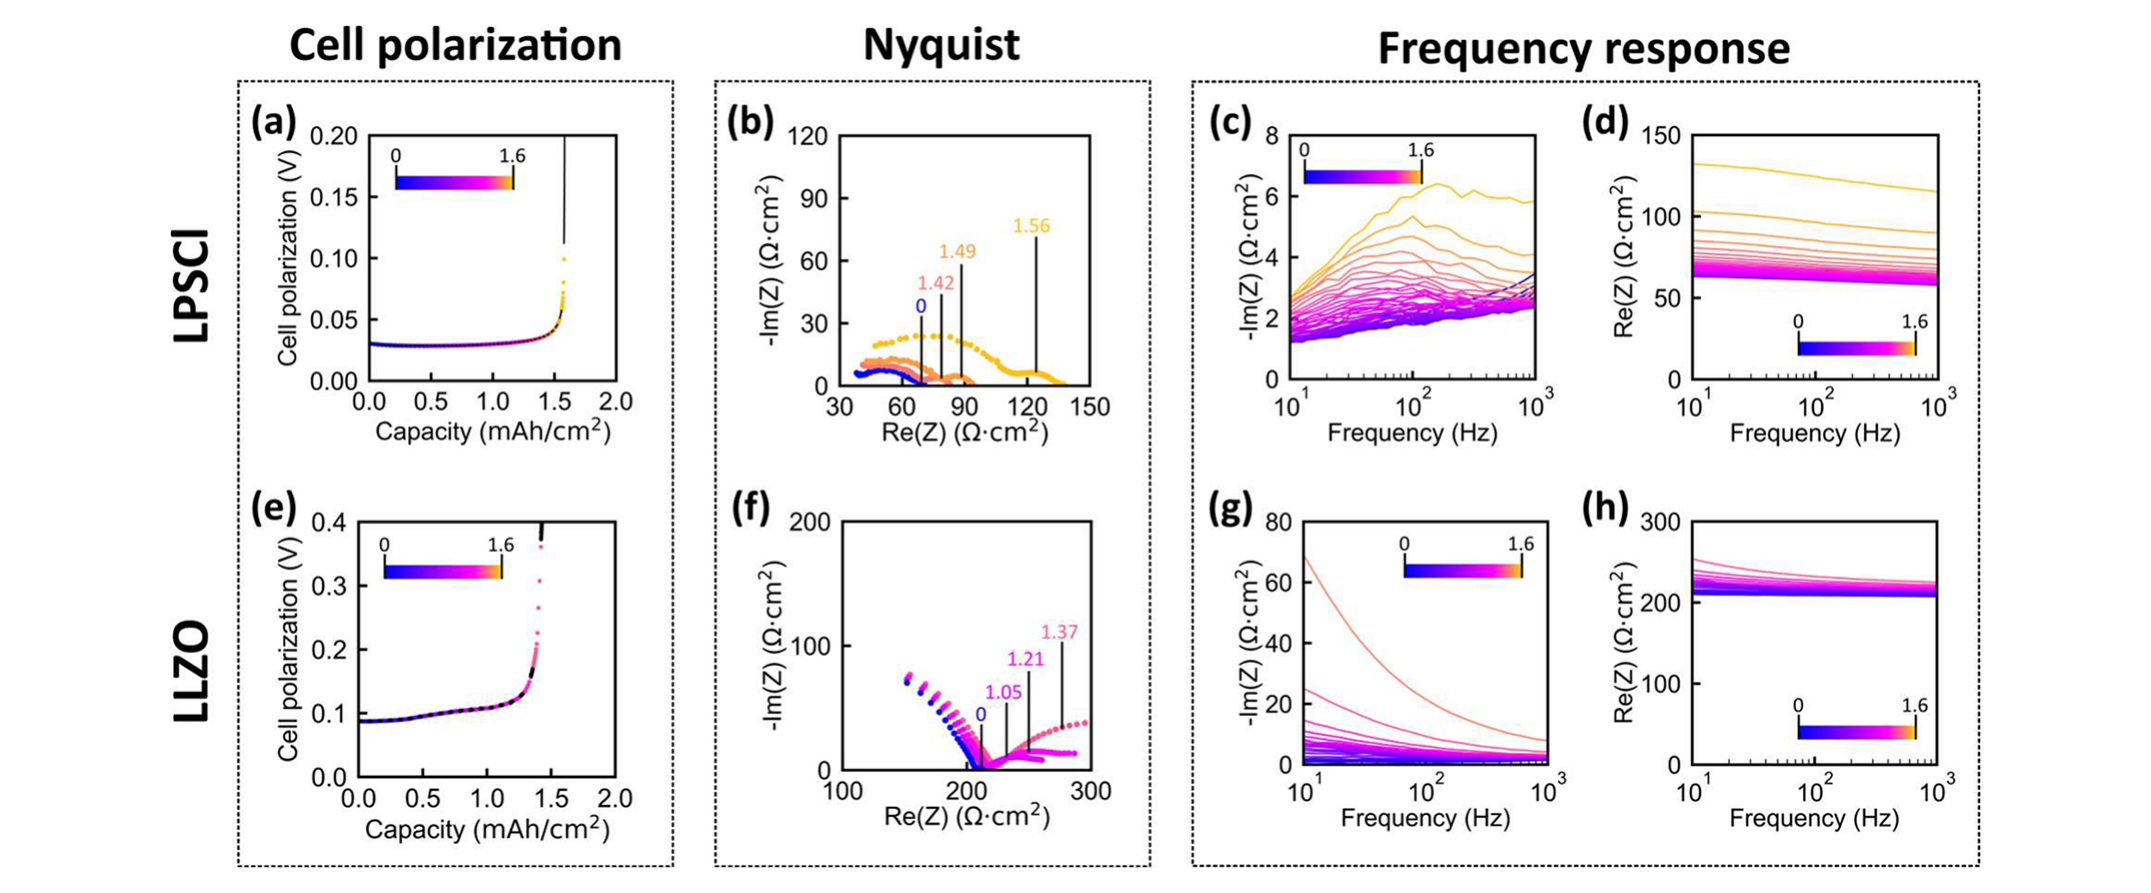 Cell polarization
Nyquist
Frequency response
LPSCl
(a)
0.20
0.15
0.10
0.05
0.00
Cell polarization (V)
0
1.6
0.0 0.5 1.0 1.5 2.0
Capacity (mAh/cm²)
(b)
120
90
60
30
0
-Im(Z) (Ω·cm²)
1.56
1.49
1.42
0
30 60 90 120 150
Re(Z) (Ω·cm²)
(c)
8
6
4
2
0
-Im(Z) (Ω·cm²)
0
1.6
10¹ 10² 10³
Frequency (Hz)
(d)
150
100
50
0
Re(Z) (Ω·cm²)
0
1.6
10¹ 10² 10³
Frequency (Hz)
LLZO
(e)
0.4
0.3
0.2
0.1
0.0
Cell polarization (V)
0
1.6
0.0 0.5 1.0 1.5 2.0
Capacity (mAh/cm²)
(f)
200
100
0
-Im(Z) (Ω·cm²)
1.37
1.21
1.05
0
100 200 300
Re(Z) (Ω·cm²)
(g)
80
60
40
20
0
-Im(Z) (Ω·cm²)
0
1.6
10¹ 10² 10³
Frequency (Hz)
(h)
300
200
100
0
Re(Z) (Ω·cm²)
0
1.6
10¹ 10² 10³
Frequency (Hz)